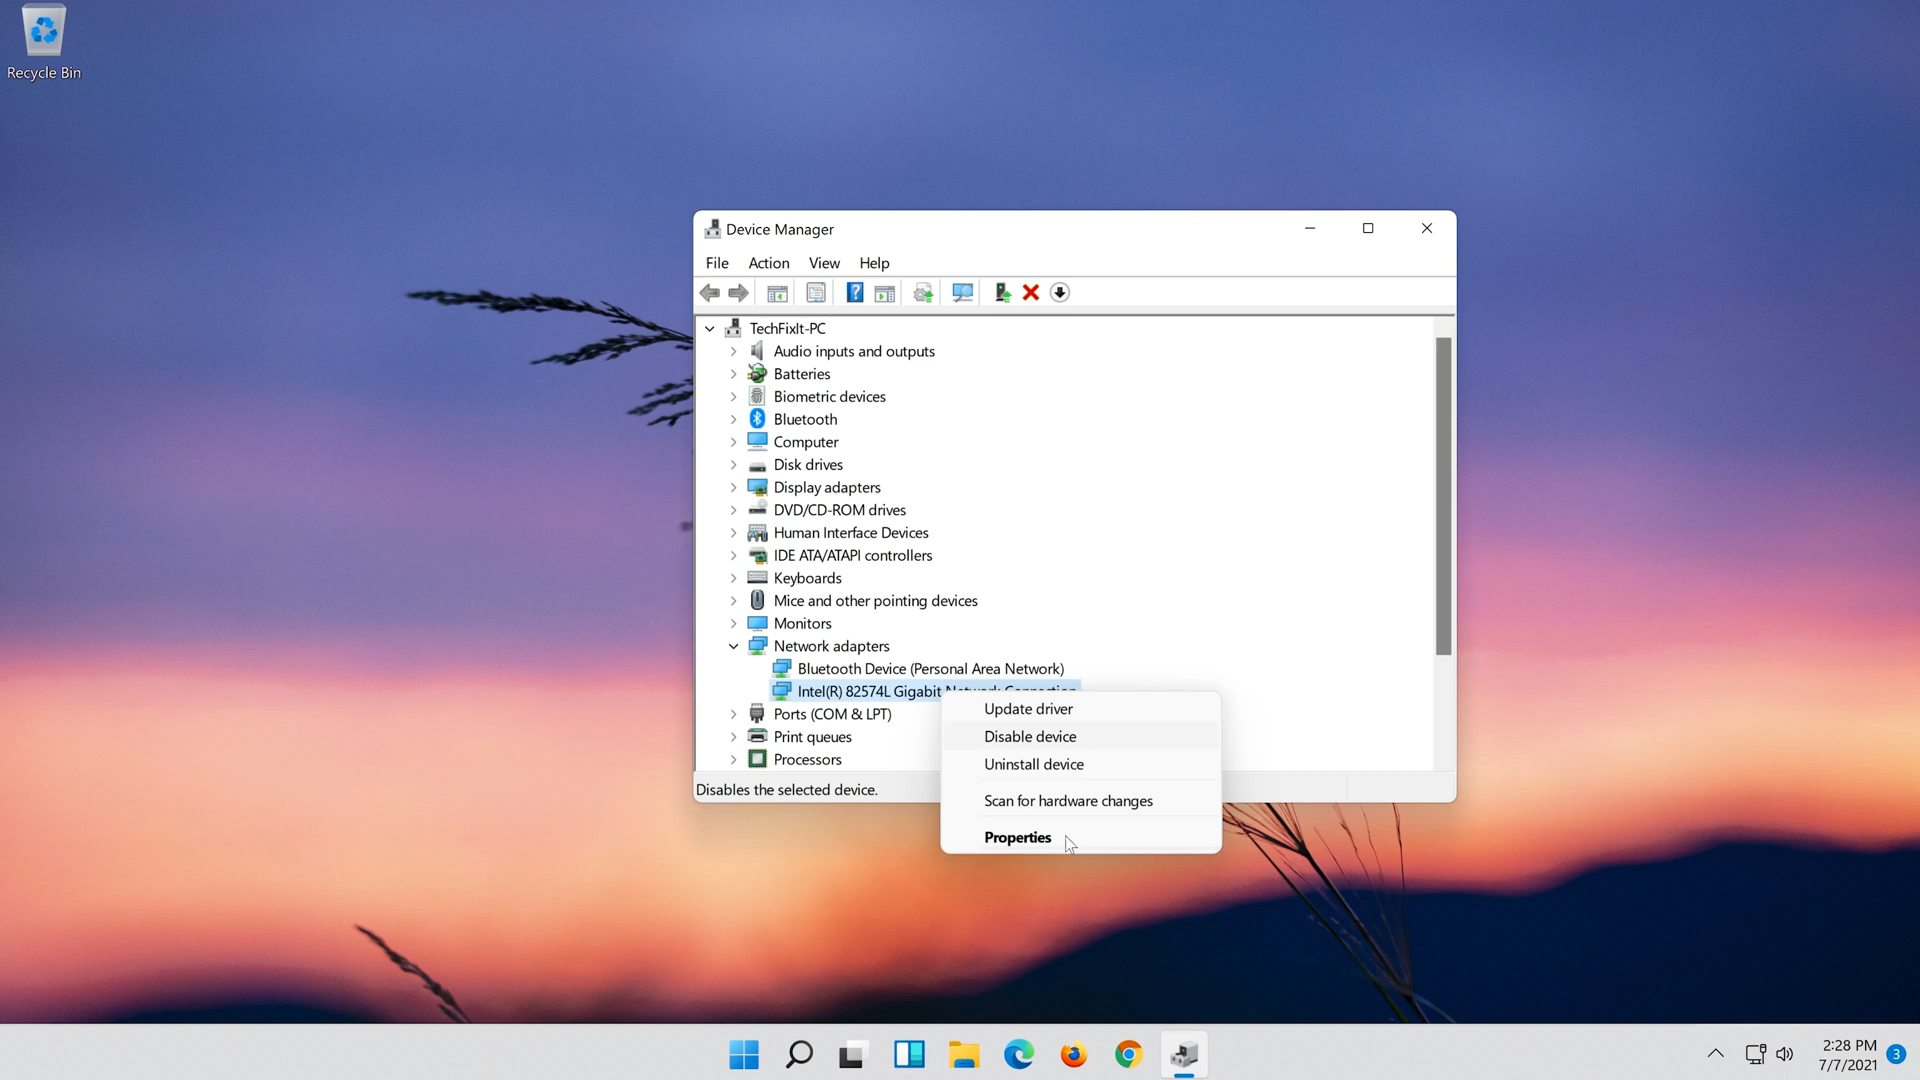 Recycle Bin
Device Manager
File Action View Help
TechFixIt-PC
Audio inputs and outputs
Batteries
Biometric devices
Bluetooth
Computer
Disk drives
Display adapters
DVD/CD-ROM drives
Human Interface Devices
IDE ATA/ATAPI controllers
Keyboards
Mice and other pointing devices
Monitors
Network adapters
Bluetooth Device (Personal Area Network)
Intel(R) 82574L Gigabit Network Connection
Ports (COM & LPT)
Print queues
Processors
Update driver
Disable device
Uninstall device
Scan for hardware changes
Properties
Disables the selected device.
2:28 PM
7/7/2021
3